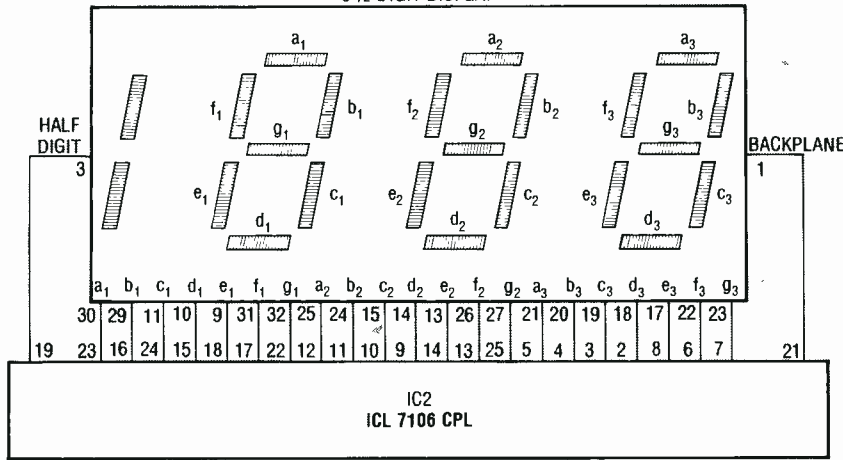 a1 a2 a3
f1 b1 f2 b2 f3 b3
HALF DIGIT
g1 g2 g3
BACKPLANE
3 1
e1 c1 e2 c2 e3 c3
d1 d2 d3
a1 b1 c1 d1 e1 f1 g1 a2 b2 c2 d2 e2 f2 g2 a3 b3 c3 d3 e3 f3 g3
30 29 11 10 9 31 32 25 24 15 14 13 26 27 21 20 19 18 17 22 23
19 23 16 24 15 18 17 22 12 11 10 9 14 13 25 5 4 3 2 8 6 7 21
IC2
ICL 7106 CPL